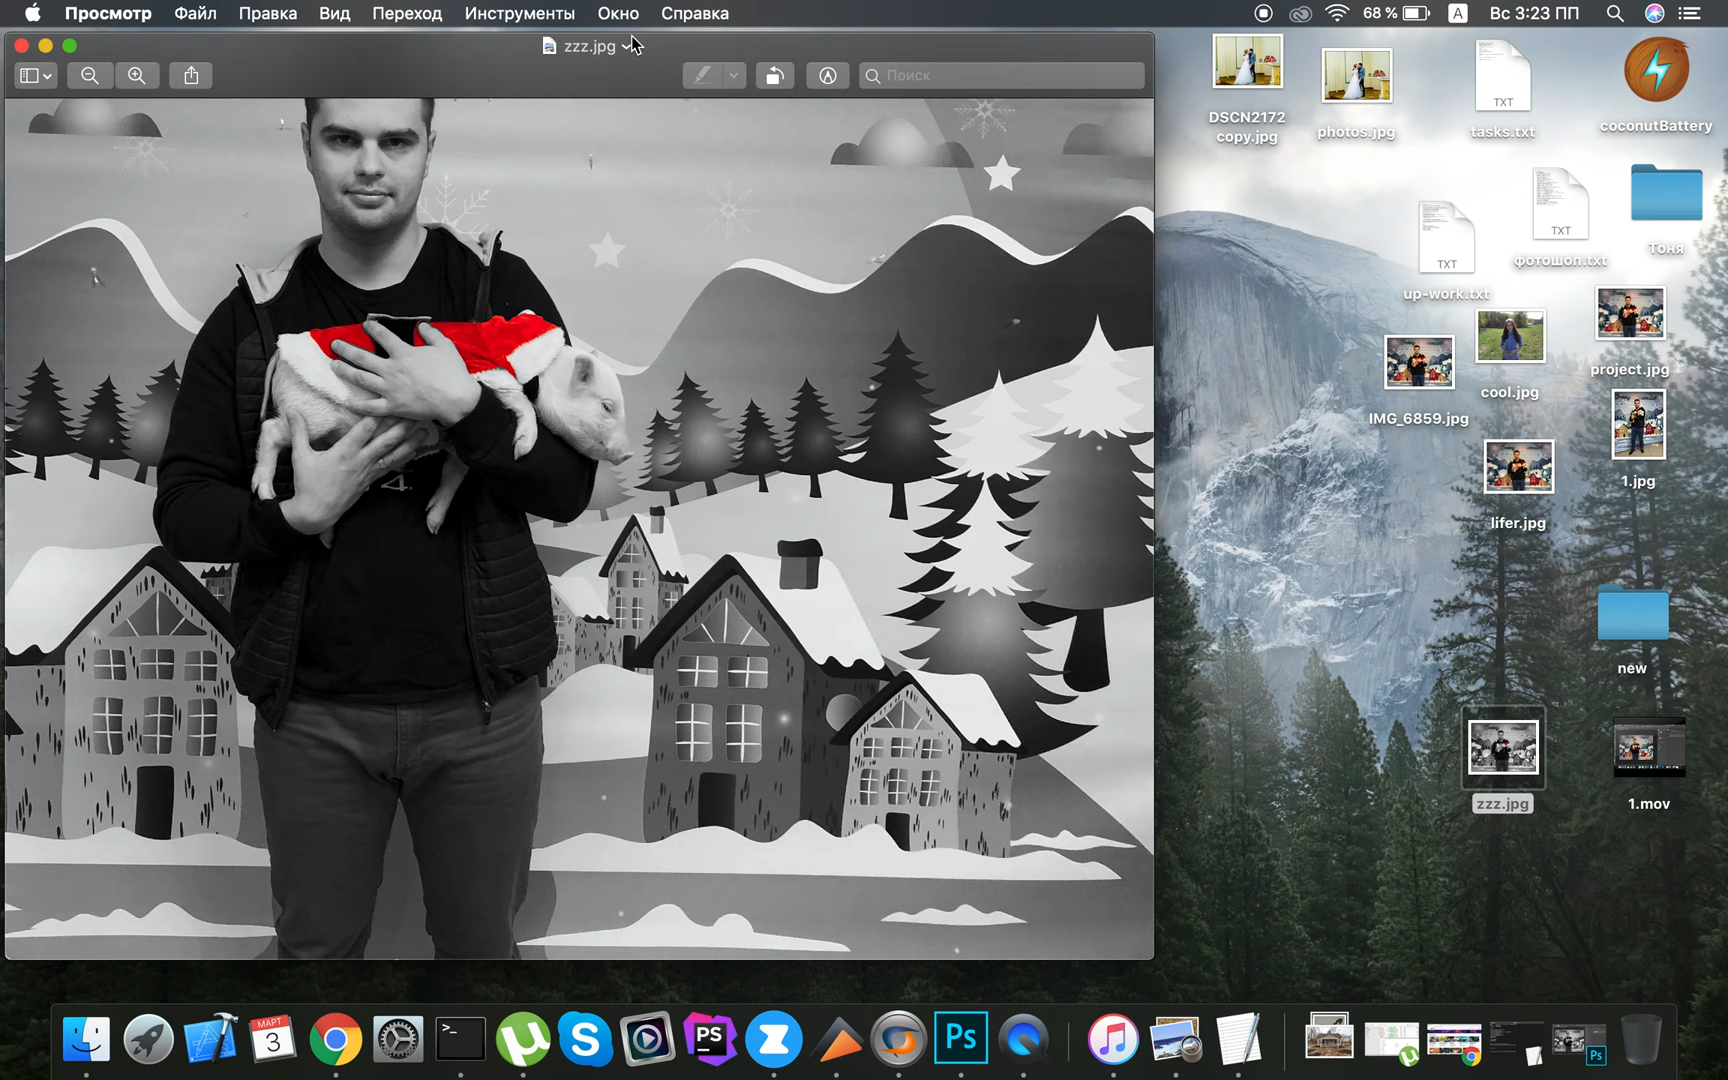 Просмотр Файл Правка Вид Переход Инструменты Окно Справка 68 % A Вс 3:23 ПП
zzz.jpg
Поиск
DSCN2172
copy.jpg
photos.jpg
TXT
tasks.txt
coconutBattery
TXT
up-work.txt
TXT
фотошоп.txt
Тоня
IMG_6859.jpg
cool.jpg
project.jpg
1.jpg
lifer.jpg
new
zzz.jpg
1.mov
МАРТ
3
>_
PS
Ps
Ps